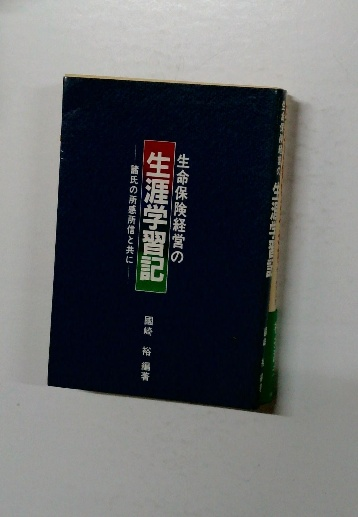 生命保険経営の
生涯学習記
―諸氏の所感所信と共に―
國崎 裕 編著
生命保険経営の
生涯学習記